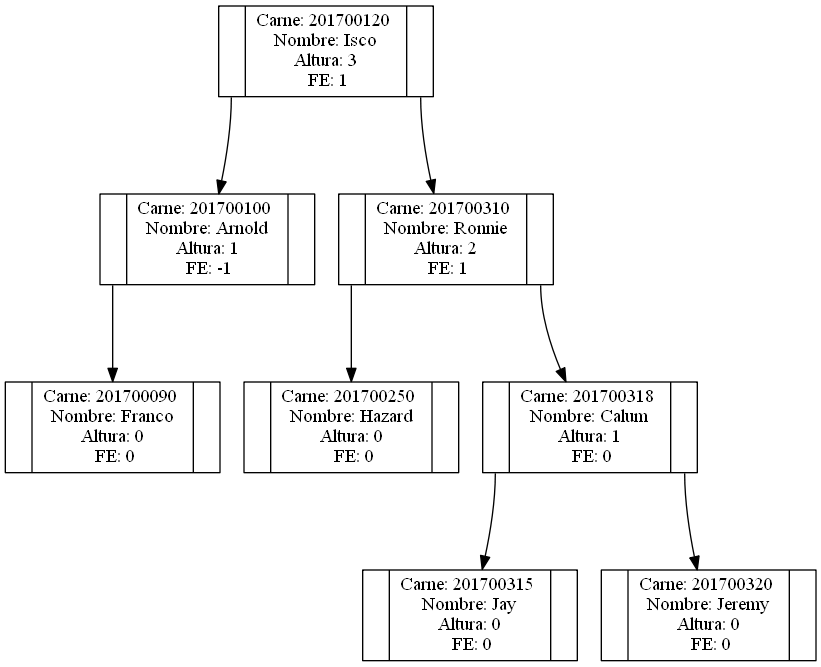 Carne: 201700120
Nombre: Isco
Altura: 3
FE: 1
Carne: 201700100
Nombre: Arnold
Altura: 1
FE: -1
Carne: 201700310
Nombre: Ronnie
Altura: 2
FE: 1
Carne: 201700090
Nombre: Franco
Altura: 0
FE: 0
Carne: 201700250
Nombre: Hazard
Altura: 0
FE: 0
Carne: 201700318
Nombre: Calum
Altura: 1
FE: 0
Carne: 201700315
Nombre: Jay
Altura: 0
FE: 0
Carne: 201700320
Nombre: Jeremy
Altura: 0
FE: 0